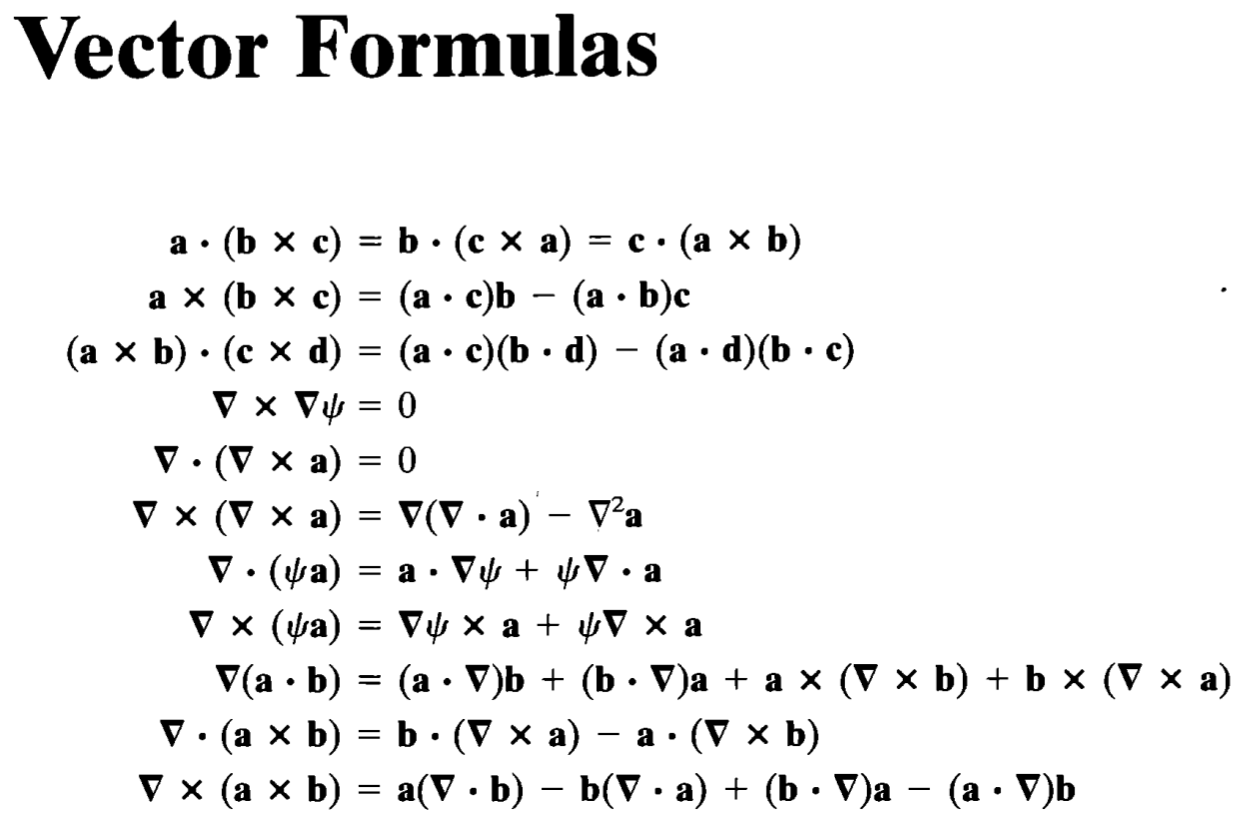 Vector Formulas
a · (b × c) = b · (c × a) = c · (a × b)
a × (b × c) = (a · c)b − (a · b)c
(a × b) · (c × d) = (a · c)(b · d) − (a · d)(b · c)
∇ × ∇ψ = 0
∇ · (∇ × a) = 0
∇ × (∇ × a) = ∇(∇ · a) − ∇²a
∇ · (ψa) = a · ∇ψ + ψ∇ · a
∇ × (ψa) = ∇ψ × a + ψ∇ × a
∇(a · b) = (a · ∇)b + (b · ∇)a + a × (∇ × b) + b × (∇ × a)
∇ · (a × b) = b · (∇ × a) − a · (∇ × b)
∇ × (a × b) = a(∇ · b) − b(∇ · a) + (b · ∇)a − (a · ∇)b